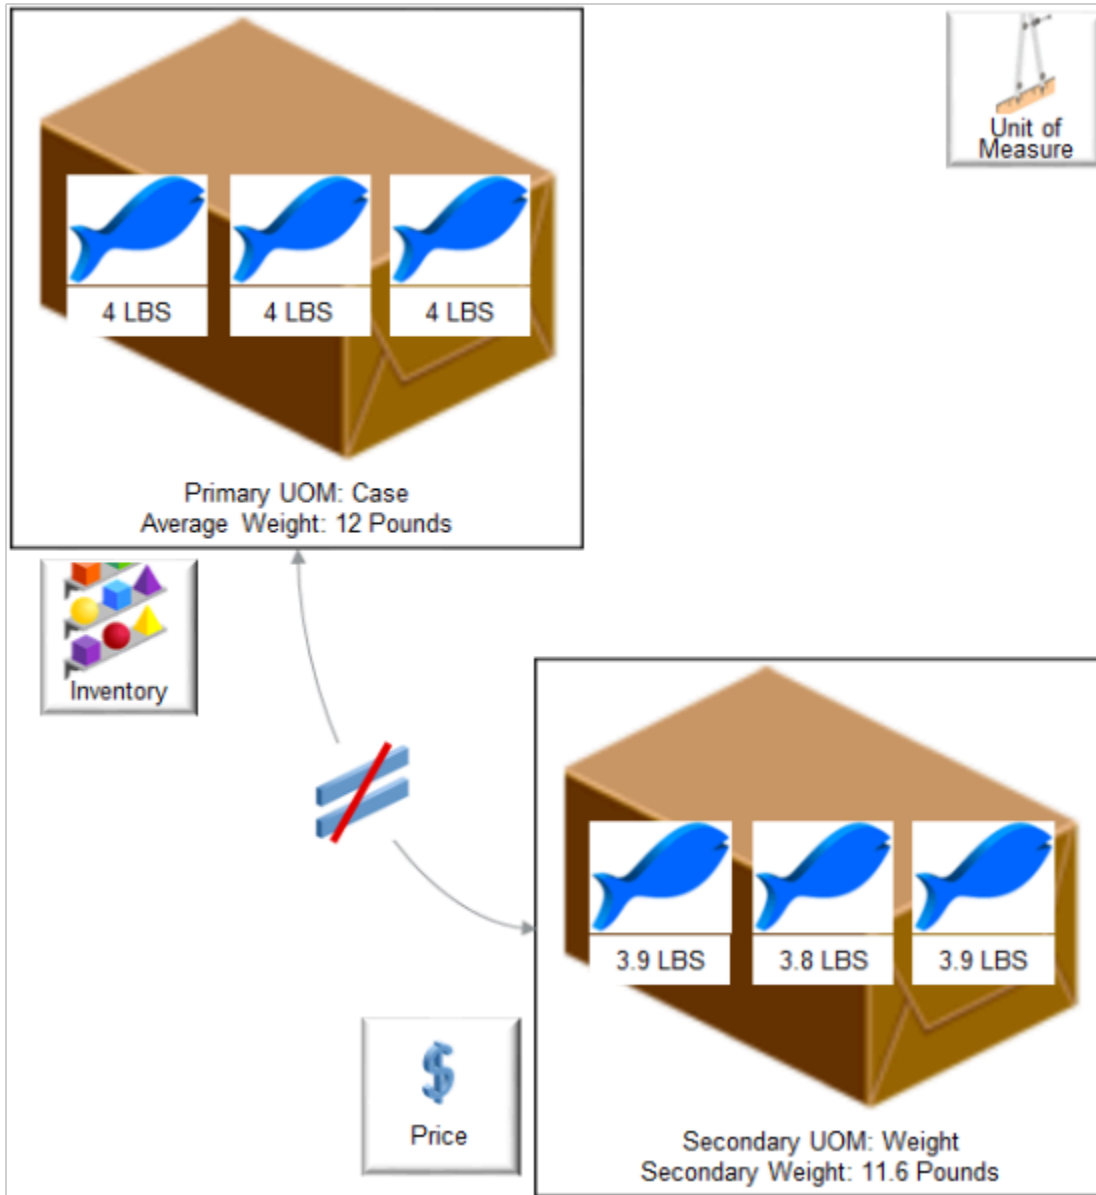 Unit of
Measure
4 LBS
4 LBS
4 LBS
Primary UOM: Case
Average Weight: 12 Pounds
Inventory
3.9 LBS
3.8 LBS
3.9 LBS
$
Price
Secondary UOM: Weight
Secondary Weight: 11.6 Pounds